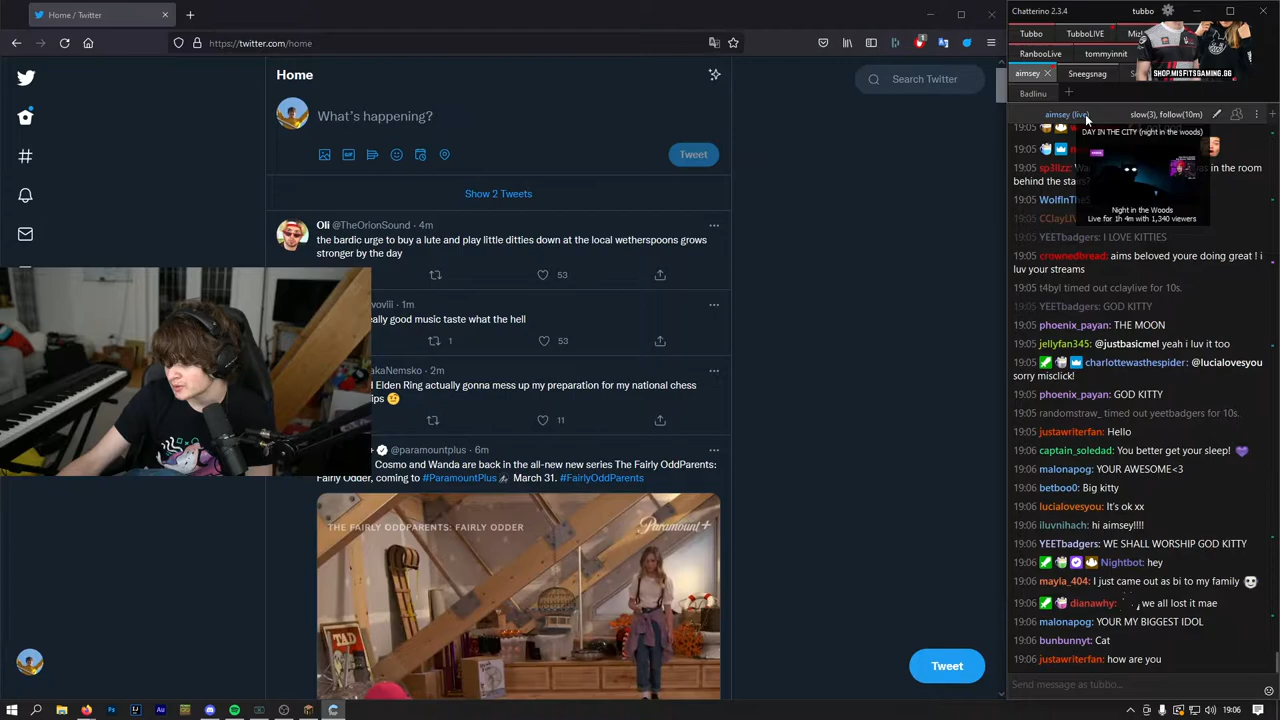 Home / Twitter
https://twitter.com/home
Home
Search Twitter
What's happening?
Tweet
Show 2 Tweets
Oli @TheOrionSound · 4m
the bardic urge to buy a lute and play little ditties down at the local wetherspoons grows
stronger by the day
53
· 1m
good music taste what the hell
1
53
akaNemsko · 2m
Elden Ring actually gonna mess up my preparation for my national chess
11
@paramountplus · 6m
Cosmo and Wanda are back in the all-new new series The Fairly OddParents:
Fairly Odder, coming to #ParamountPlus March 31. #FairlyOddParents
THE FAIRLY ODDPARENTS: FAIRLY ODDER
Paramount+
TAD
Tweet
Chatterino 2.3.4
tubbo
Tubbo
TubboLIVE
RanbooLive
tommyinnit
SHOP.MISFITSGAMING.GG
aimsey
Sneegsnag
Badlinu
aimsey (live)
slow(3), follow(10m)
DAY IN THE CITY (night in the woods)
Night in the Woods
Live for 1h 4m with 1,340 viewers
19:05
19:05
19:05 sp3llzz: was in the room
behind the stairs?
19:05
19:05
19:05 YEETbadgers: I LOVE KITTIES
19:05 crownedbread: aims beloved youre doing great ! i
luv your streams
19:05 t4byl timed out cclaylive for 10s.
19:05 YEETbadgers: GOD KITTY
19:05 phoenix_payan: THE MOON
19:05 jellyfan345: @justbasicmel yeah i luv it too
19:05 charlottewasthespider: @lucialovesyou
sorry misclick!
19:05 phoenix_payan: GOD KITTY
19:05 randomstraw_ timed out yeetbadgers for 10s.
19:05 justawriterfan: Hello
19:06 captain_soledad: You better get your sleep!
19:06 malonapog: YOUR AWESOME<3
19:06 betboo0: Big kitty
19:06 lucialovesyou: It's ok xx
19:06 iluvnihach: hi aimsey!!!!
19:06 YEETbadgers: WE SHALL WORSHIP GOD KITTY
19:06 Nightbot: hey
19:06 mayla_404: I just came out as bi to my family
19:06 dianawhy: we all lost it mae
19:06 malonapog: YOUR MY BIGGEST IDOL
19:06 bunbunnyt: Cat
19:06 justawriterfan: how are you
Send message as tubbo...
19:06